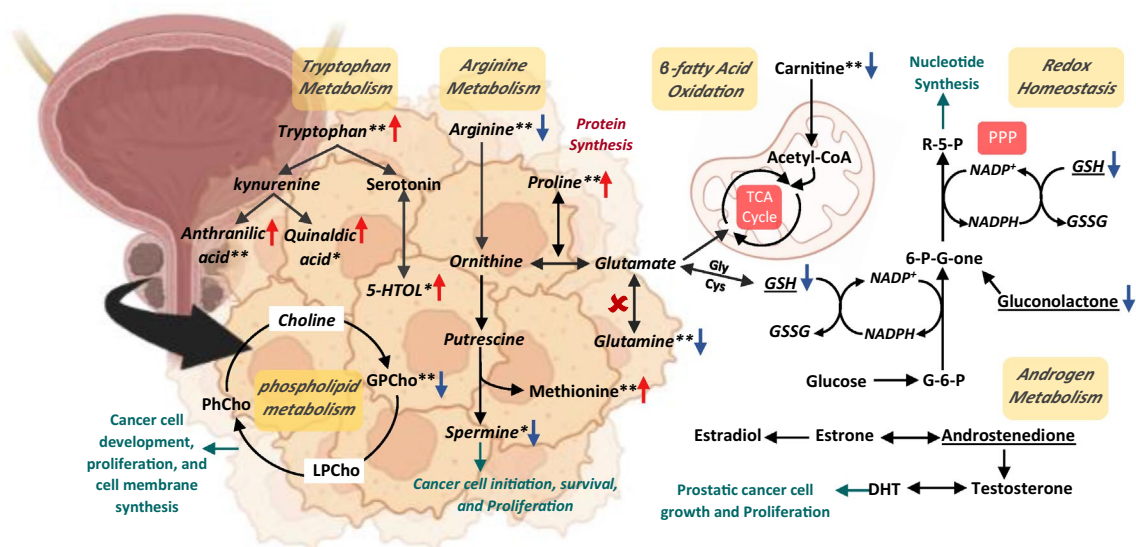 Tryptophan
Metabolism
Tryptophan**
kynurenine
Serotonin
Anthranilic
acid**
Quinaldic
acid*
5-HTOL*
Arginine
Metabolism
Arginine**
Protein
Synthesis
Proline**
Ornithine
Glutamate
Glutamine**
Putrescine
Methionine**
Spermine*
Cancer cell initiation, survival,
and Proliferation
Choline
GPCho**
phospholipid
metabolism
PhCho
LPCho
Cancer cell
development,
proliferation, and
cell membrane
synthesis
β-fatty Acid
Oxidation
Carnitine**
Acetyl-CoA
TCA
Cycle
Gly
Cys
GSH
GSSG
NADP+
NADPH
Nucleotide
Synthesis
Redox
Homeostasis
R-5-P
PPP
NADP+
NADPH
GSH
GSSG
6-P-G-one
Gluconolactone
Glucose
G-6-P
Androgen
Metabolism
Estradiol
Estrone
Androstenedione
Prostatic cancer cell
growth and Proliferation
DHT
Testosterone